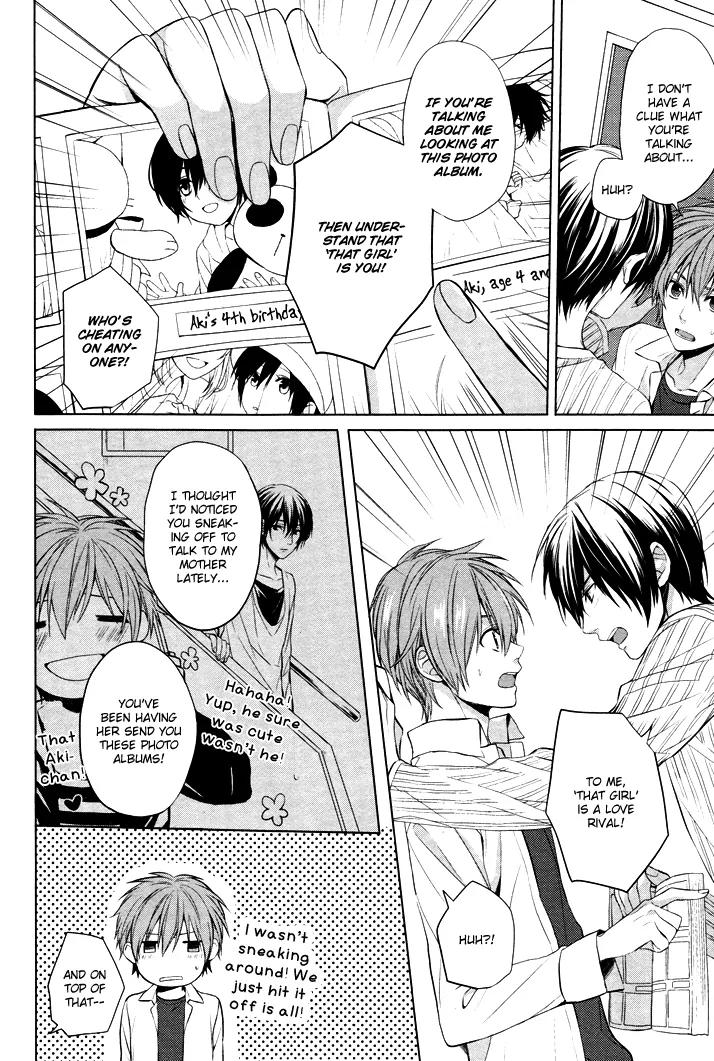 I DON'T
HAVE A
CLUE WHAT
YOU'RE
TALKING
ABOUT...
HUH?
IF YOU'RE
TALKING
ABOUT ME
LOOKING AT
THIS PHOTO
ALBUM.
THEN UNDER-
STAND THAT
'THAT GIRL'
IS YOU!
Aki, age 4 and
Aki's 4th birthday
WHO'S
CHEATING
ON ANY-
ONE?!
TO ME,
'THAT GIRL'
IS A LOVE
RIVAL!
HUH?!
I THOUGHT
I'D NOTICED
YOU SNEAK-
ING OFF TO
TALK TO MY
MOTHER
LATELY...
Hahaha!
Yup, he sure
was cute
wasn't he!
YOU'VE
BEEN HAVING
HER SEND YOU
THESE PHOTO
ALBUMS!
That
Aki-
chan!
I wasn't
sneaking
around! We
just hit it
off is all!
AND ON
TOP OF
THAT--